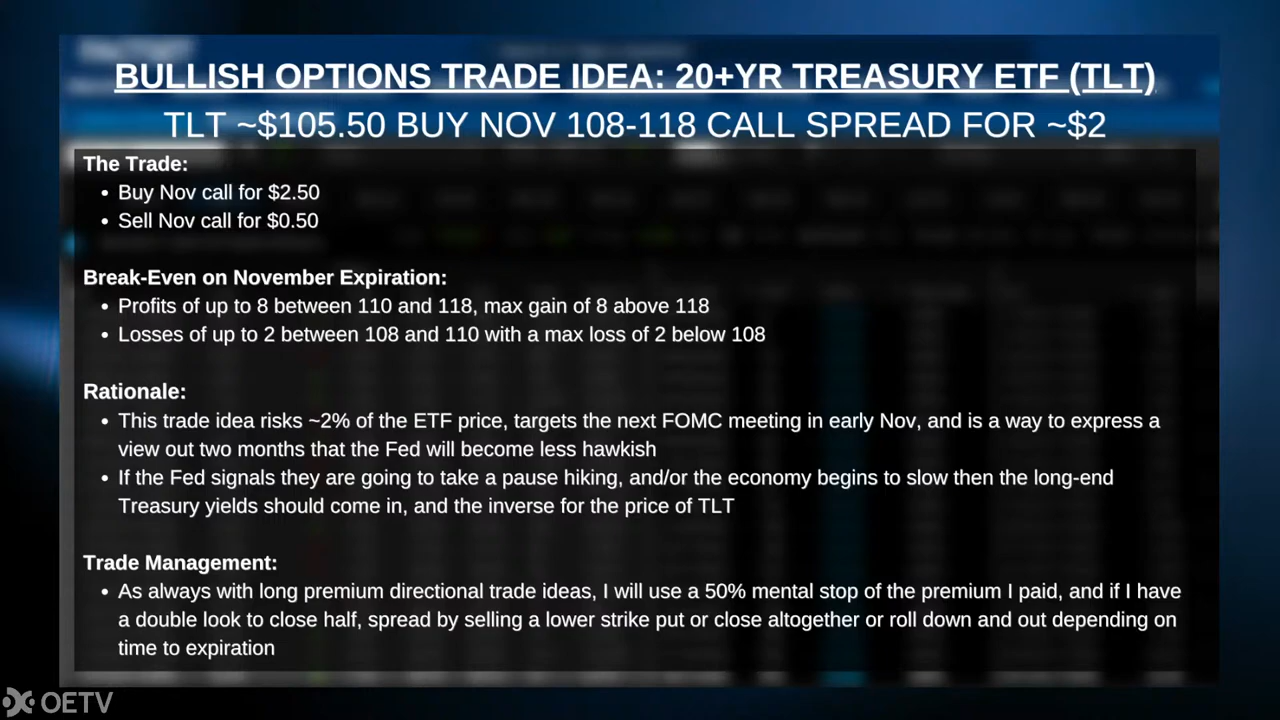 BULLISH OPTIONS TRADE IDEA: 20+YR TREASURY ETF (TLT)
TLT ~$105.50 BUY NOV 108-118 CALL SPREAD FOR ~$2
The Trade:
• Buy Nov call for $2.50
• Sell Nov call for $0.50
Break-Even on November Expiration:
• Profits of up to 8 between 110 and 118, max gain of 8 above 118
• Losses of up to 2 between 108 and 110 with a max loss of 2 below 108
Rationale:
• This trade idea risks ~2% of the ETF price, targets the next FOMC meeting in early Nov, and is a way to express a
view out two months that the Fed will become less hawkish
• If the Fed signals they are going to take a pause hiking, and/or the economy begins to slow then the long-end
Treasury yields should come in, and the inverse for the price of TLT
Trade Management:
• As always with long premium directional trade ideas, I will use a 50% mental stop of the premium I paid, and if I have
a double look to close half, spread by selling a lower strike put or close altogether or roll down and out depending on
time to expiration
OETV